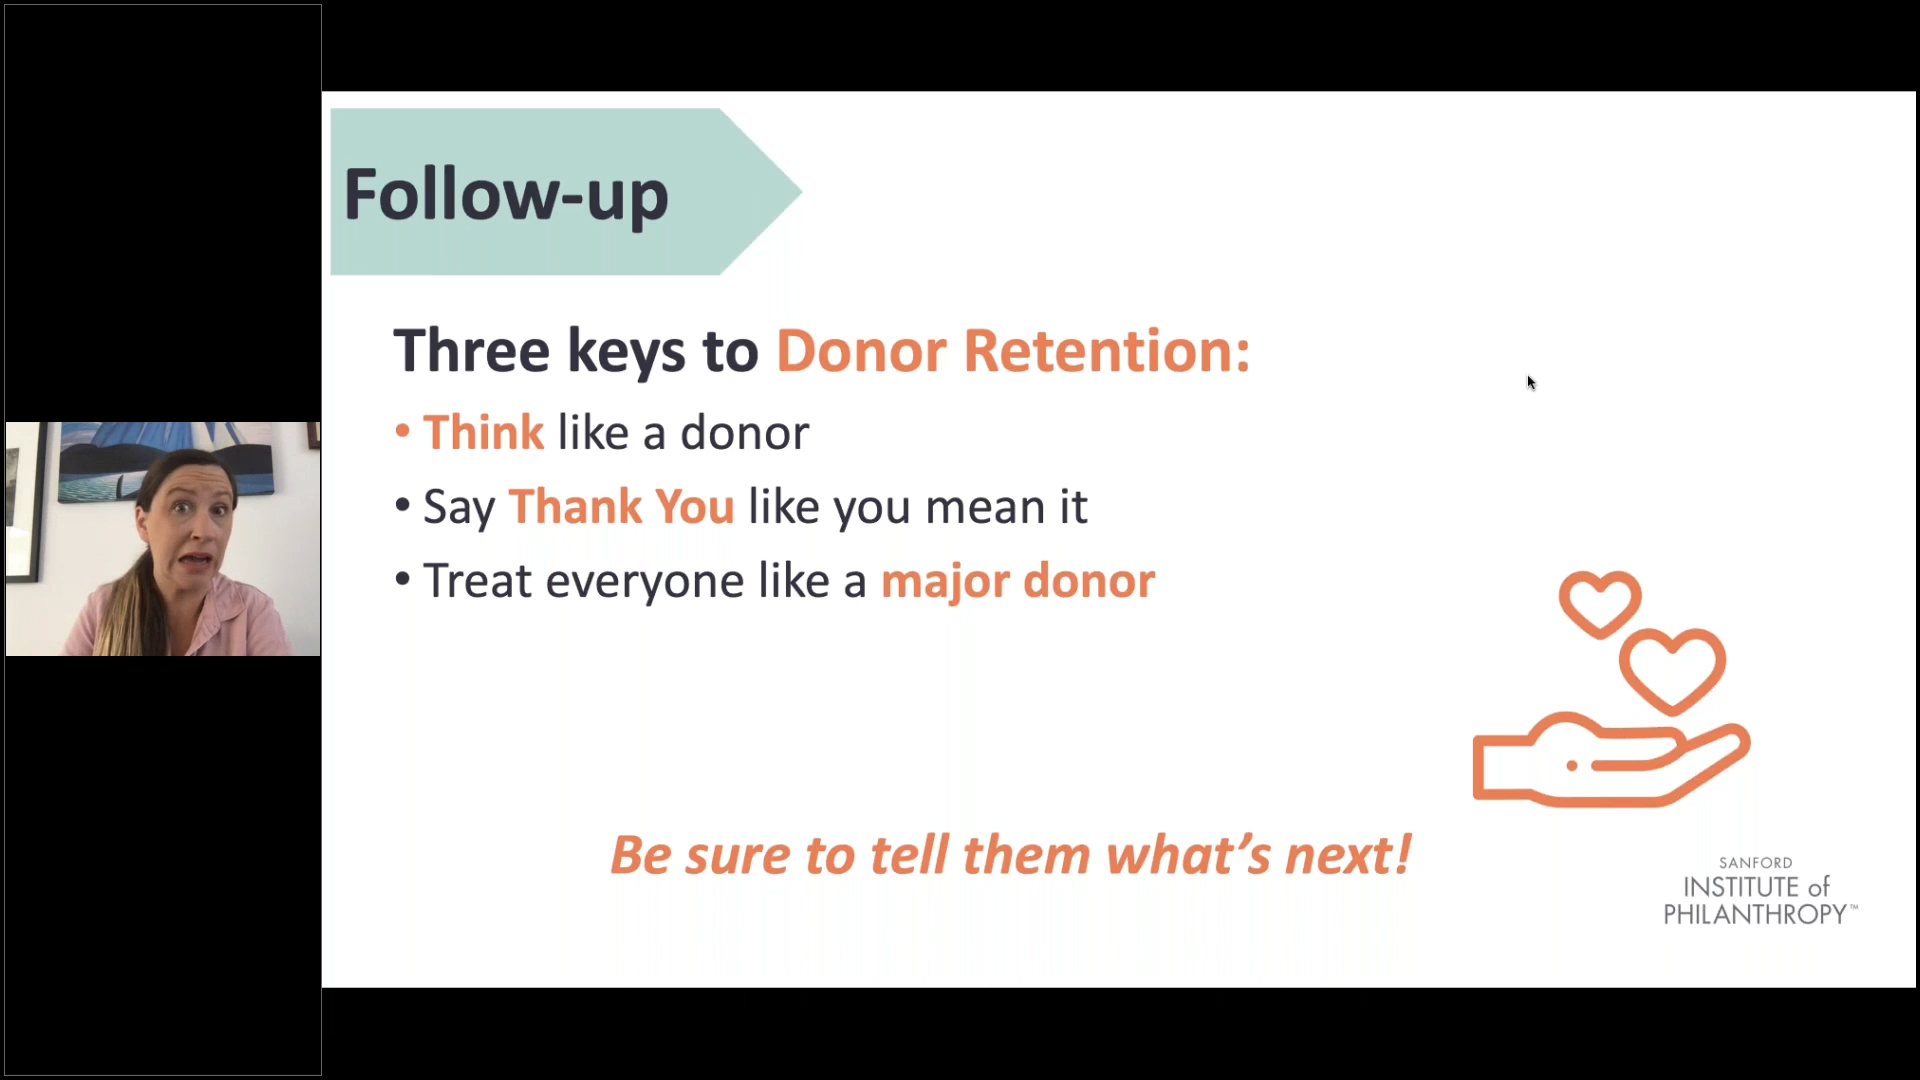 Follow-up
Three keys to Donor Retention:
• Think like a donor
• Say Thank You like you mean it
• Treat everyone like a major donor
Be sure to tell them what’s next!
SANFORD
INSTITUTE of
PHILANTHROPY™